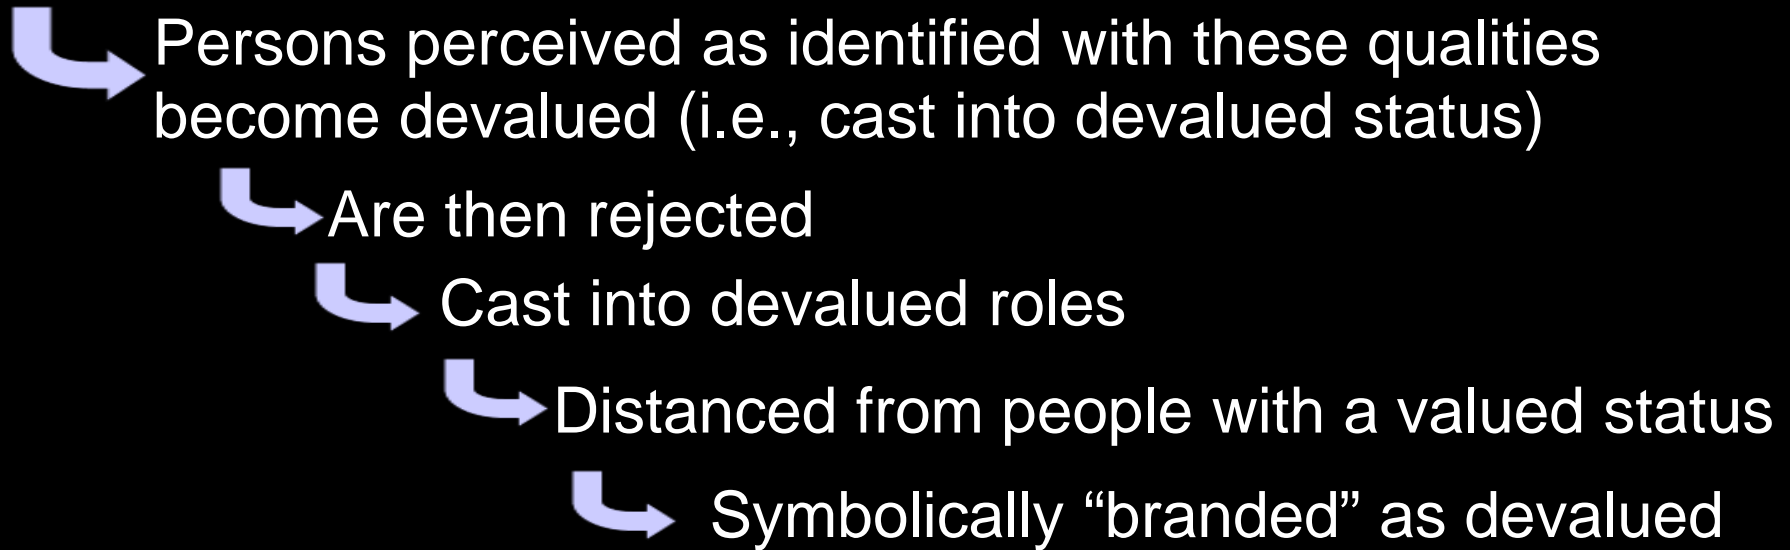 Persons perceived as identified with these qualities
become devalued (i.e., cast into devalued status)
Are then rejected
Cast into devalued roles
Distanced from people with a valued status
Symbolically “branded” as devalued